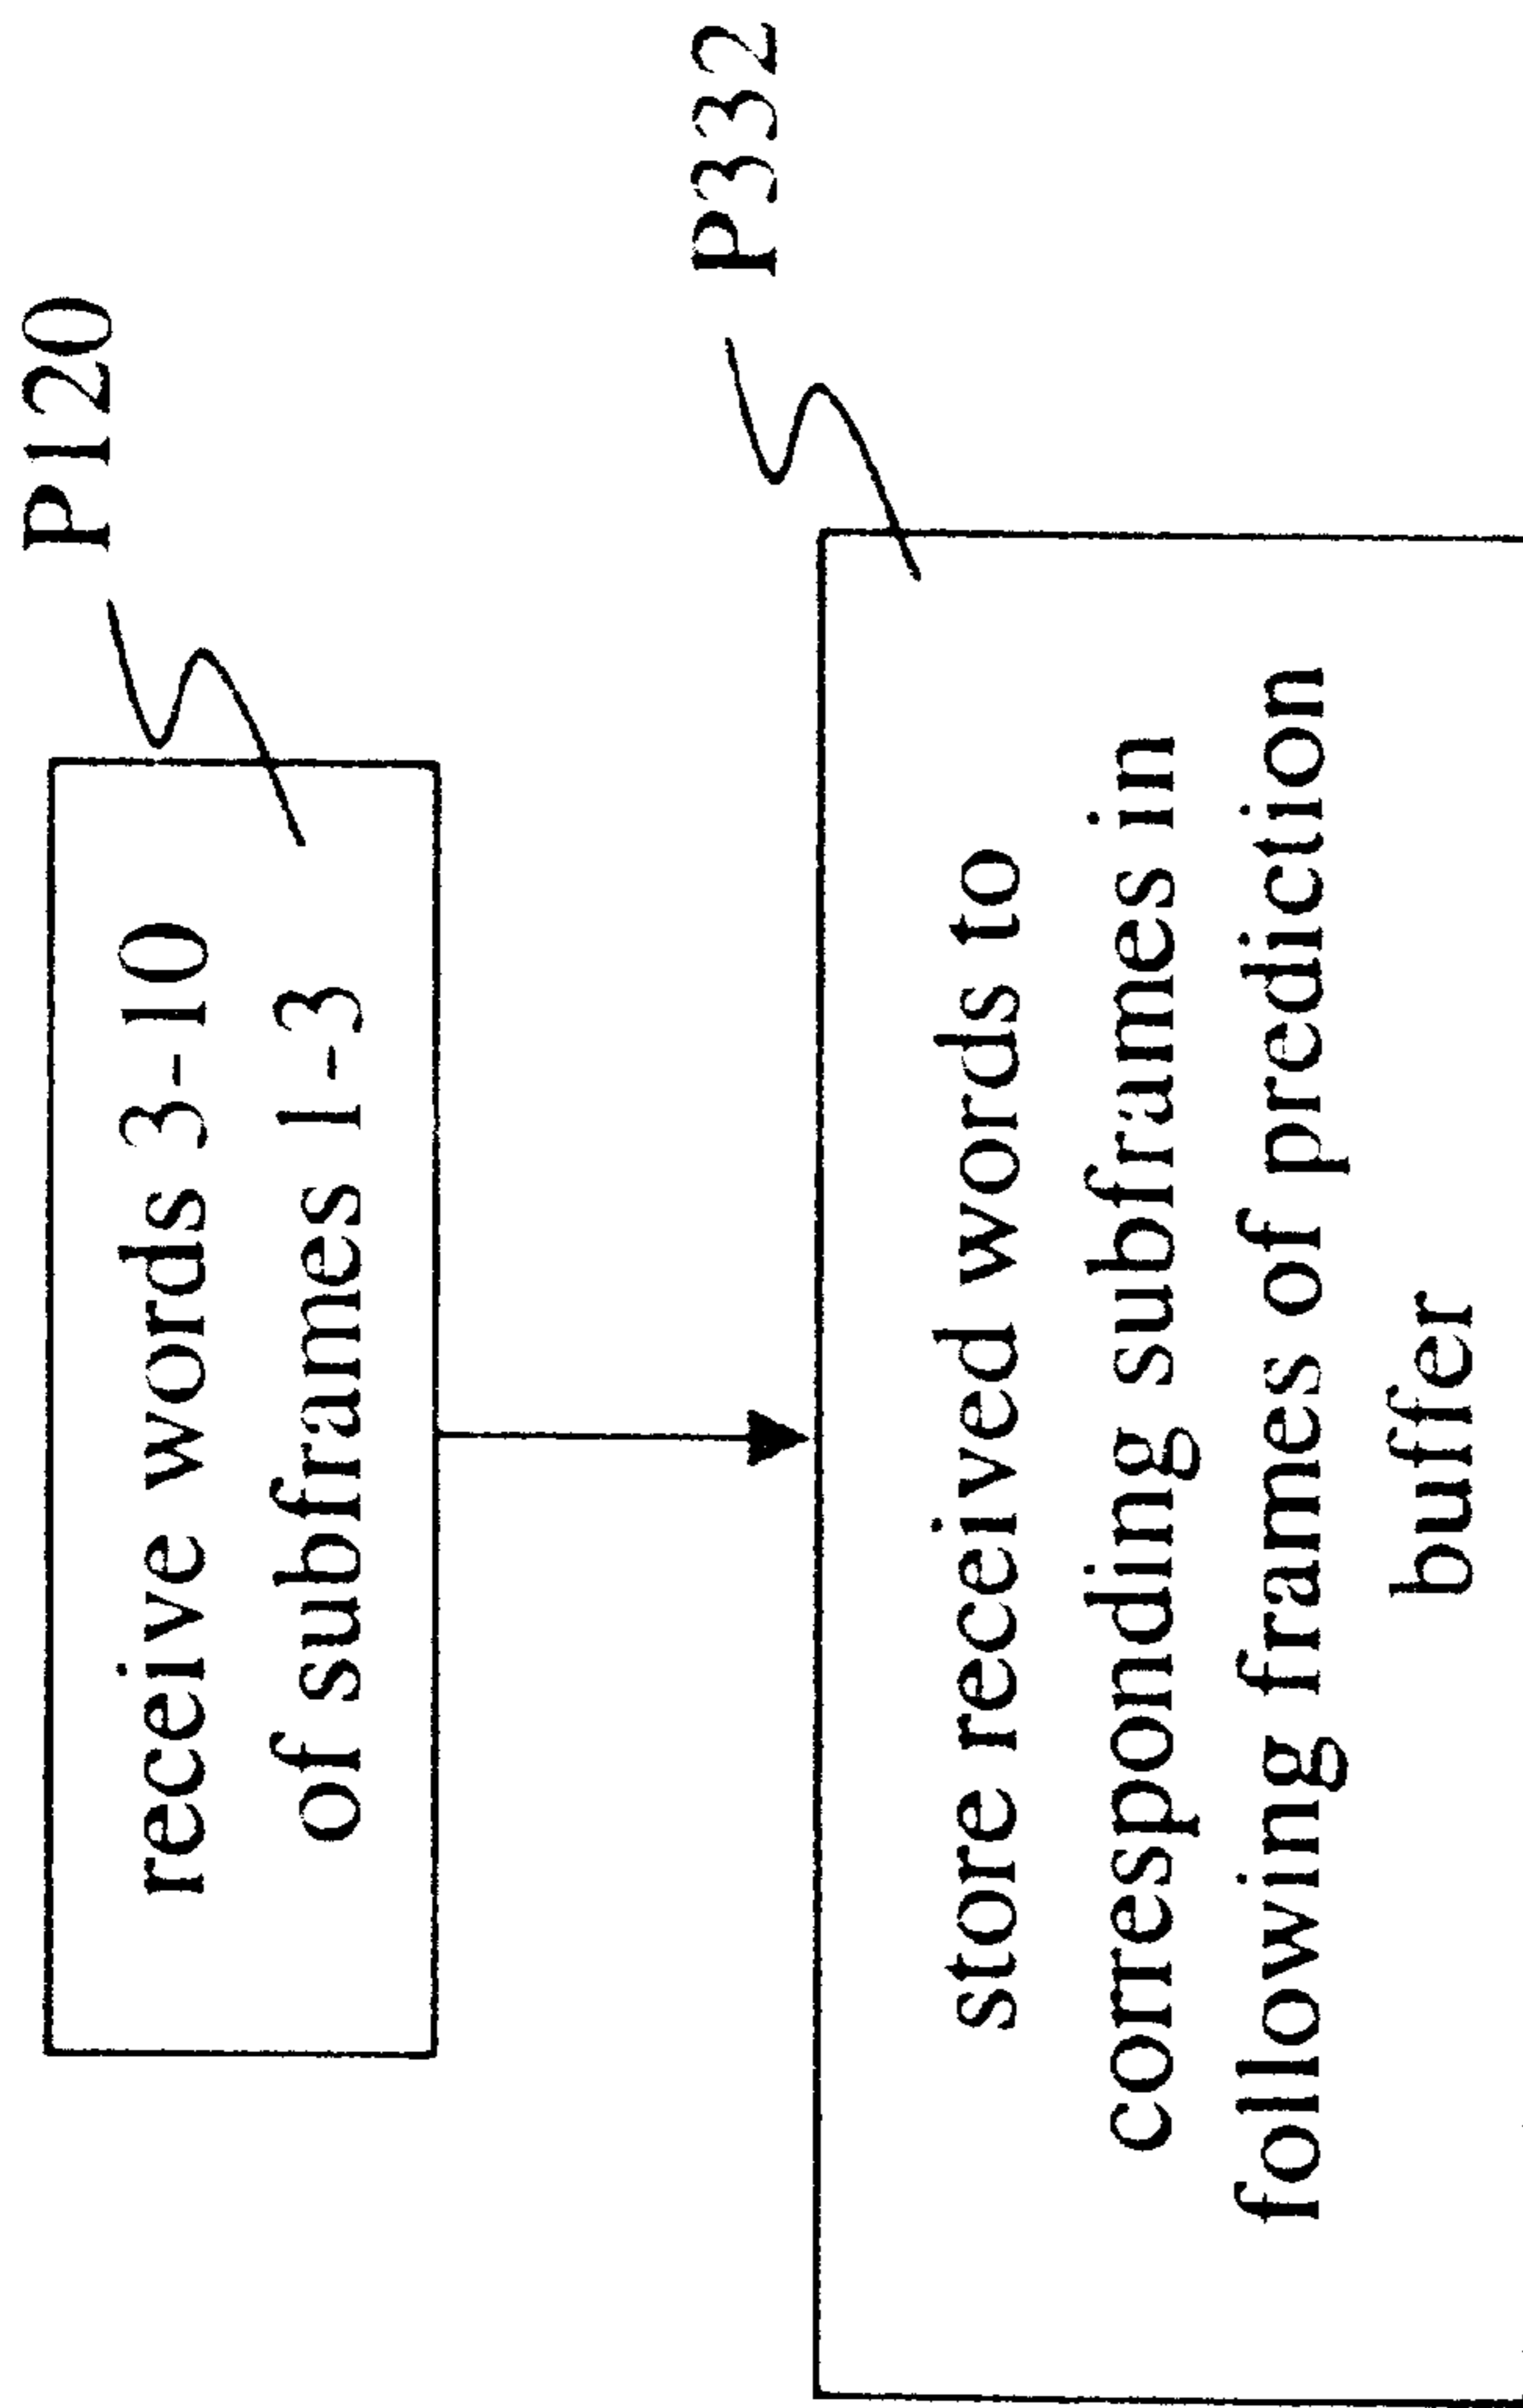 P120
receive words 3-10
of subframes 1-3
P332
store received words to
corresponding subframes in
following frames of prediction
buffer